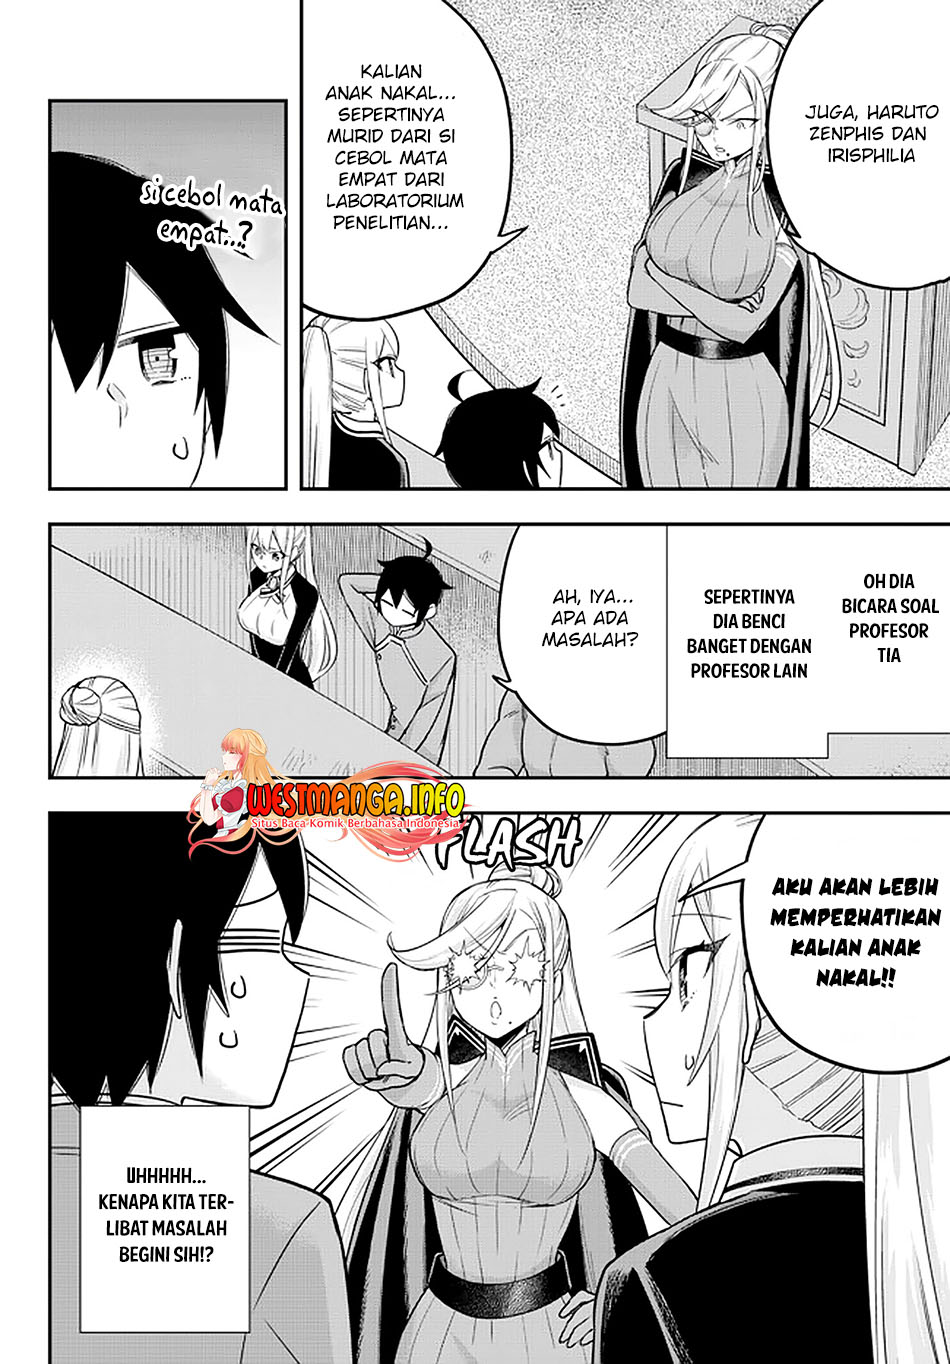 JUGA, HARUTO
ZENPHIS DAN
IRISPHILIA
KALIAN
ANAK NAKAL...
SEPERTINYA
MURID DARI SI
CEBOL MATA
EMPAT DARI
LABORATORIUM
PENELITIAN...
si cebol mata
empat...?
OH DIA
BICARA SOAL
PROFESOR
TIA
SEPERTINYA
DIA BENCI
BANGET DENGAN
PROFESOR LAIN
AH, IYA...
APA ADA
MASALAH?
WESTMANGA.INFO
Situs Baca Komik Berbahasa Indonesia
FLASH
AKU AKAN LEBIH
MEMPERHATIKAN
KALIAN ANAK
NAKAL!!
UHHHHH...
KENAPA KITA TER-
LIBAT MASALAH
BEGINI SIH!?